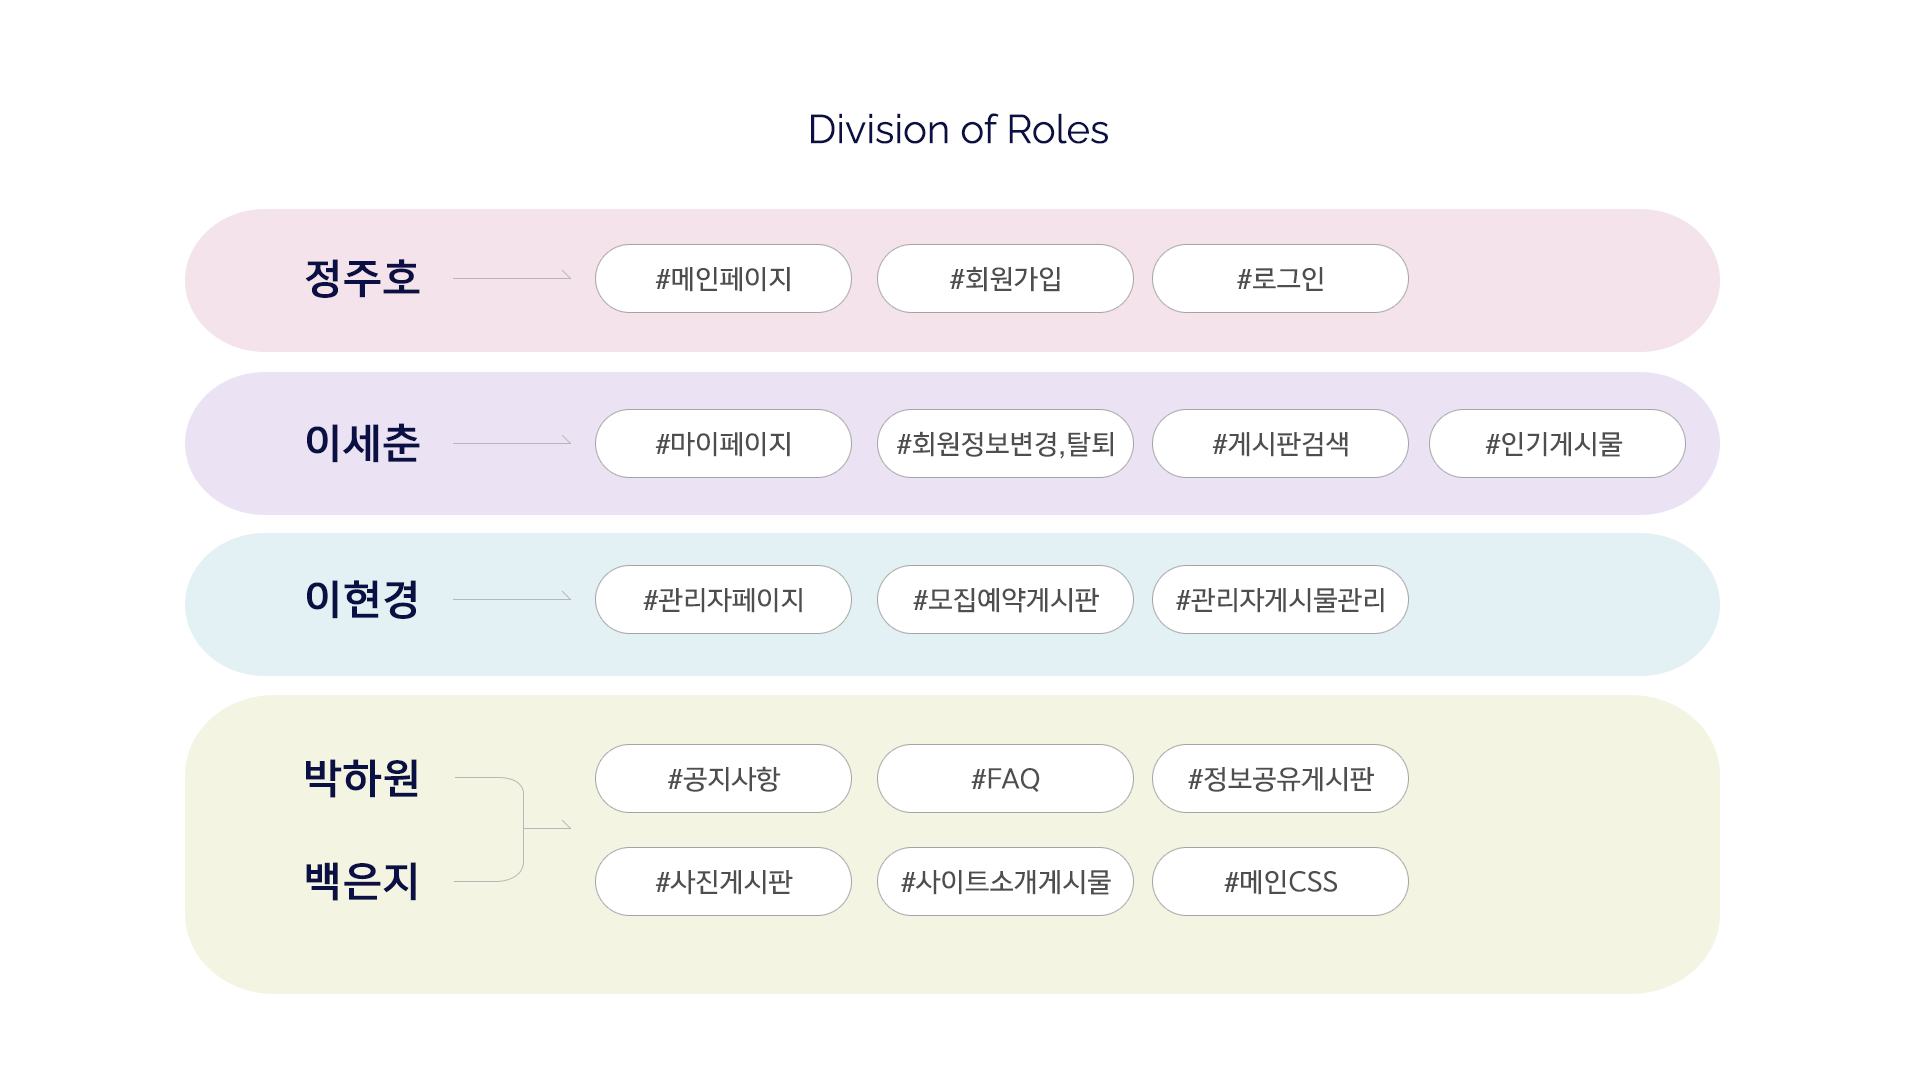 Division of Roles
정주호 #메인페이지 #회원가입 #로그인
이세춘 #마이페이지 #회원정보변경,탈퇴 #게시판검색 #인기게시물
이현경 #관리자페이지 #모집예약게시판 #관리자게시물관리
박하원 #공지사항 #FAQ #정보공유게시판
백은지 #사진게시판 #사이트소개게시물 #메인CSS